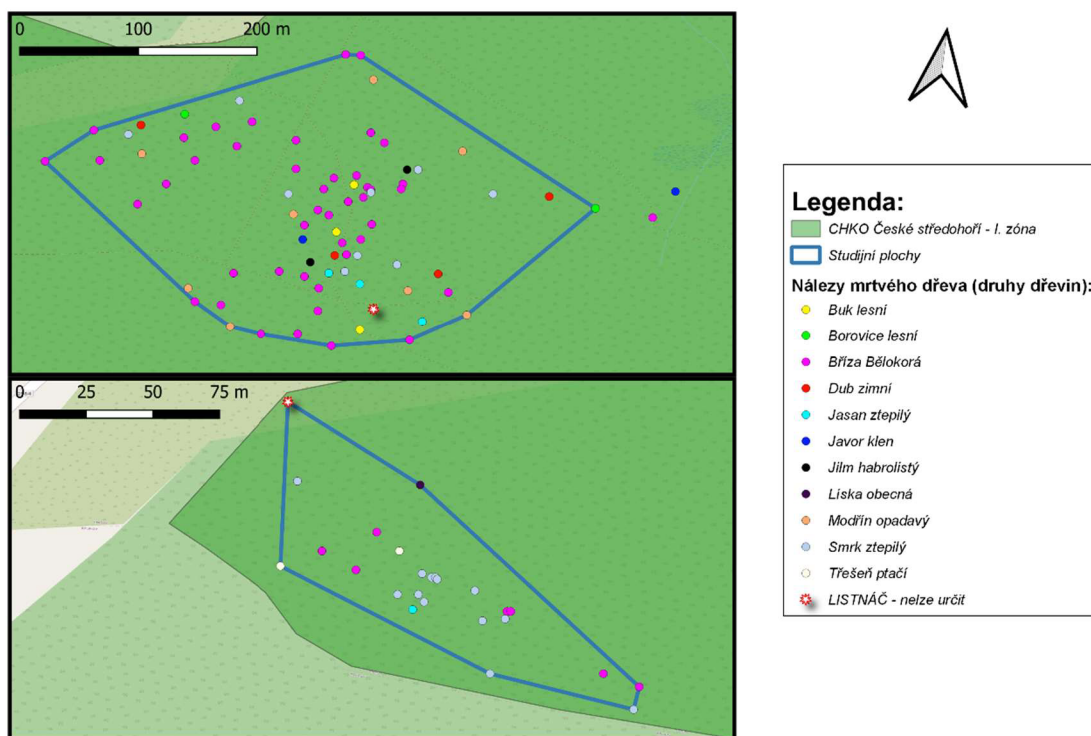 0 100 200 m
0 25 50 75 m
Legenda:
CHKO České středohoří - I. zóna
Studijní plochy
Nálezy mrtvého dřeva (druhy dřevin):
Buk lesní
Borovice lesní
Bříza Bělokorá
Dub zimní
Jasan ztepilý
Javor klen
Jilm habrolistý
Liska obecná
Modřín opadavý
Smrk ztepilý
Třešeň ptačí
LISTNÁČ - nelze určit